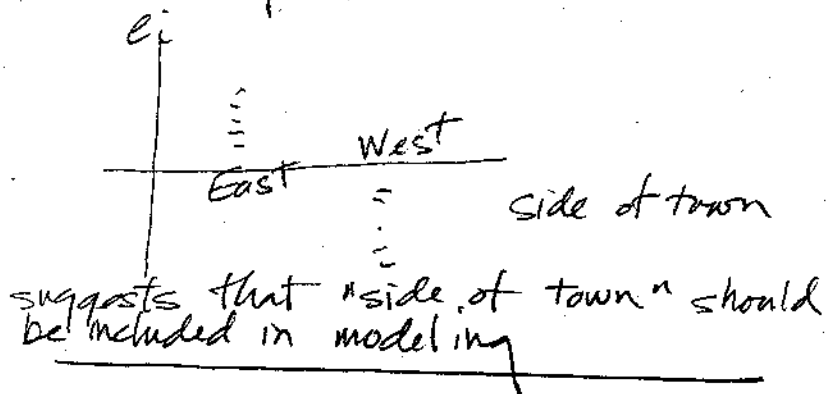 ei
West
East
side of town
suggests that "side of town" should
be included in modeling